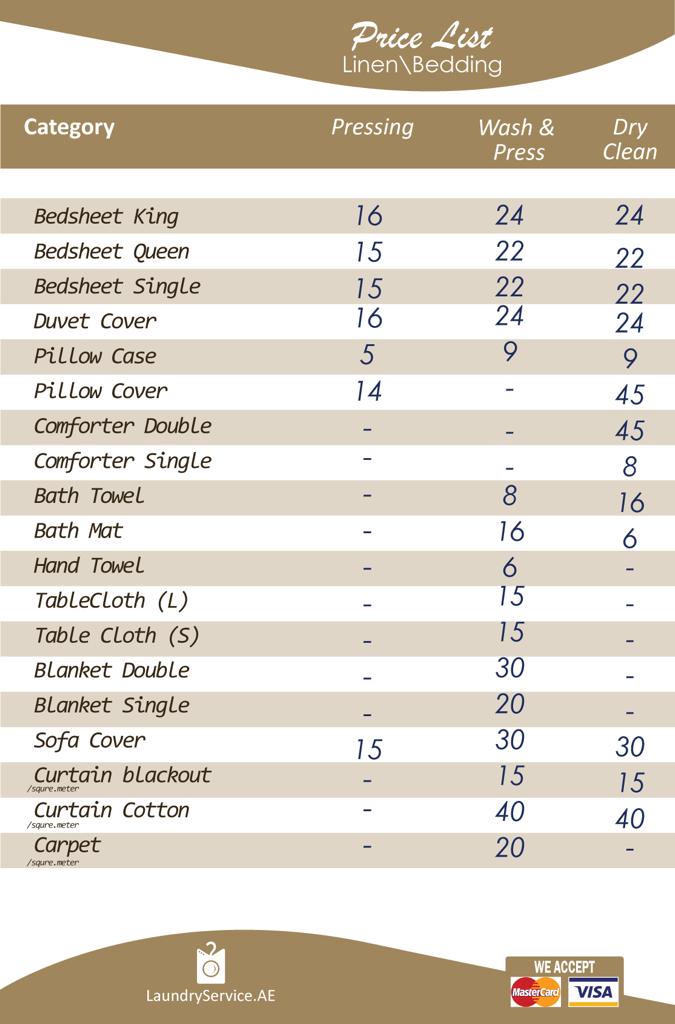 Price List
Linen\Bedding
Category Pressing Wash & Press Dry Clean
Bedsheet King 16 24 24
Bedsheet Queen 15 22 22
Bedsheet Single 15 22 22
Duvet Cover 16 24 24
Pillow Case 5 9 9
Pillow Cover 14 - 45
Comforter Double - - 45
Comforter Single - - 8
Bath Towel - 8 16
Bath Mat - 16 6
Hand Towel - 6 -
TableCloth (L) - 15 -
Table Cloth (S) - 15 -
Blanket Double - 30 -
Blanket Single - 20 -
Sofa Cover 15 30 30
Curtain blackout - 15 15
/squre.meter
Curtain Cotton - 40 40
/squre.meter
Carpet - 20 -
/squre.meter
LaundryService.AE
WE ACCEPT
MasterCard VISA